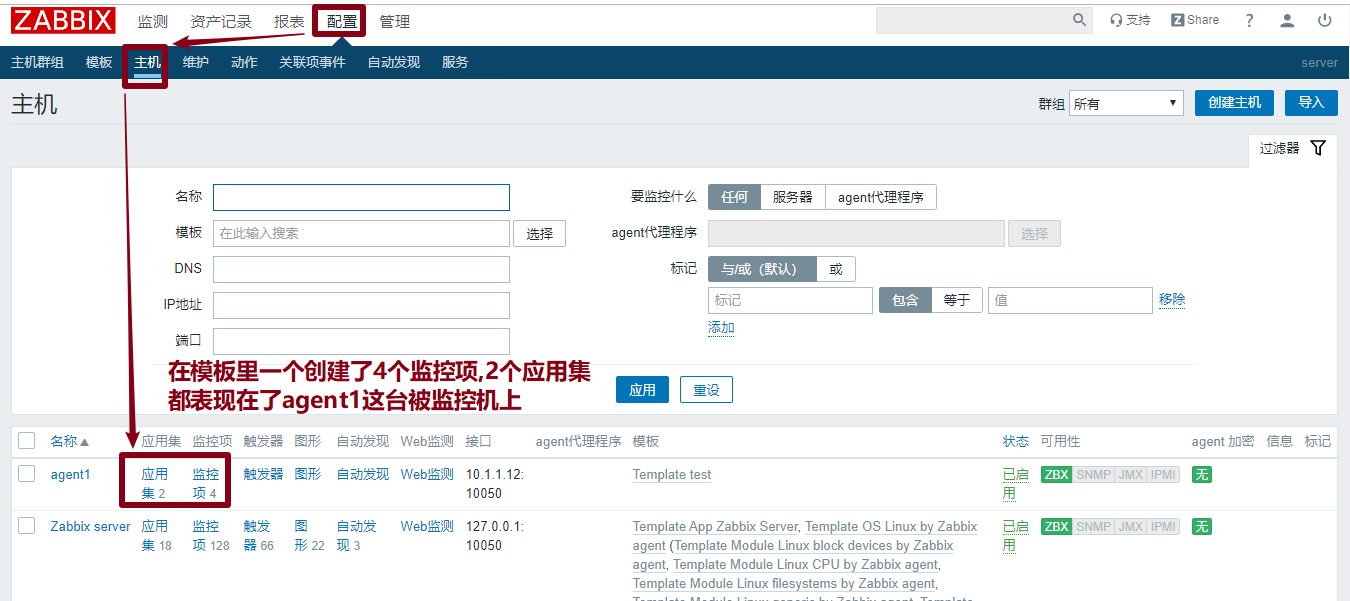 ZABBIX 监测 资产记录 报表 配置 管理 支持 Z Share ?
主机群组 模板 主机 维护 动作 关联项事件 自动发现 服务 server
主机 群组 所有 创建主机 导入
过滤器
名称 要监控什么 任何 服务器 agent代理程序
模板 在此输入搜索 选择 agent代理程序 选择
DNS 标记 与/或（默认） 或
IP地址 标记 包含 等于 值 移除
端口 添加
在模板里一个创建了4个监控项,2个应用集
都表现在了agent1这台被监控机上
应用 重设
名称 应用集 监控项 触发器 图形 自动发现 Web监测 接口 agent代理程序 模板 状态 可用性 agent 加密 信息 标记
agent1 应用 监控 触发器 图形 自动发现 Web监测 10.1.1.12: Template test 已启 ZBX SNMP JMX IPMI 无
集 2 项 4 10050 用
Zabbix server 应用 监控 触发 图 自动发 Web监测 127.0.0.1: Template App Zabbix Server, Template OS Linux by Zabbix 已启 ZBX SNMP JMX IPMI 无
集 18 项 128 器 66 形 22 现 3 10050 agent (Template Module Linux block devices by Zabbix 用
agent, Template Module Linux CPU by Zabbix agent,
Template Module Linux filesystems by Zabbix agent,
Template Module Linux generic by Zabbix agent, Template